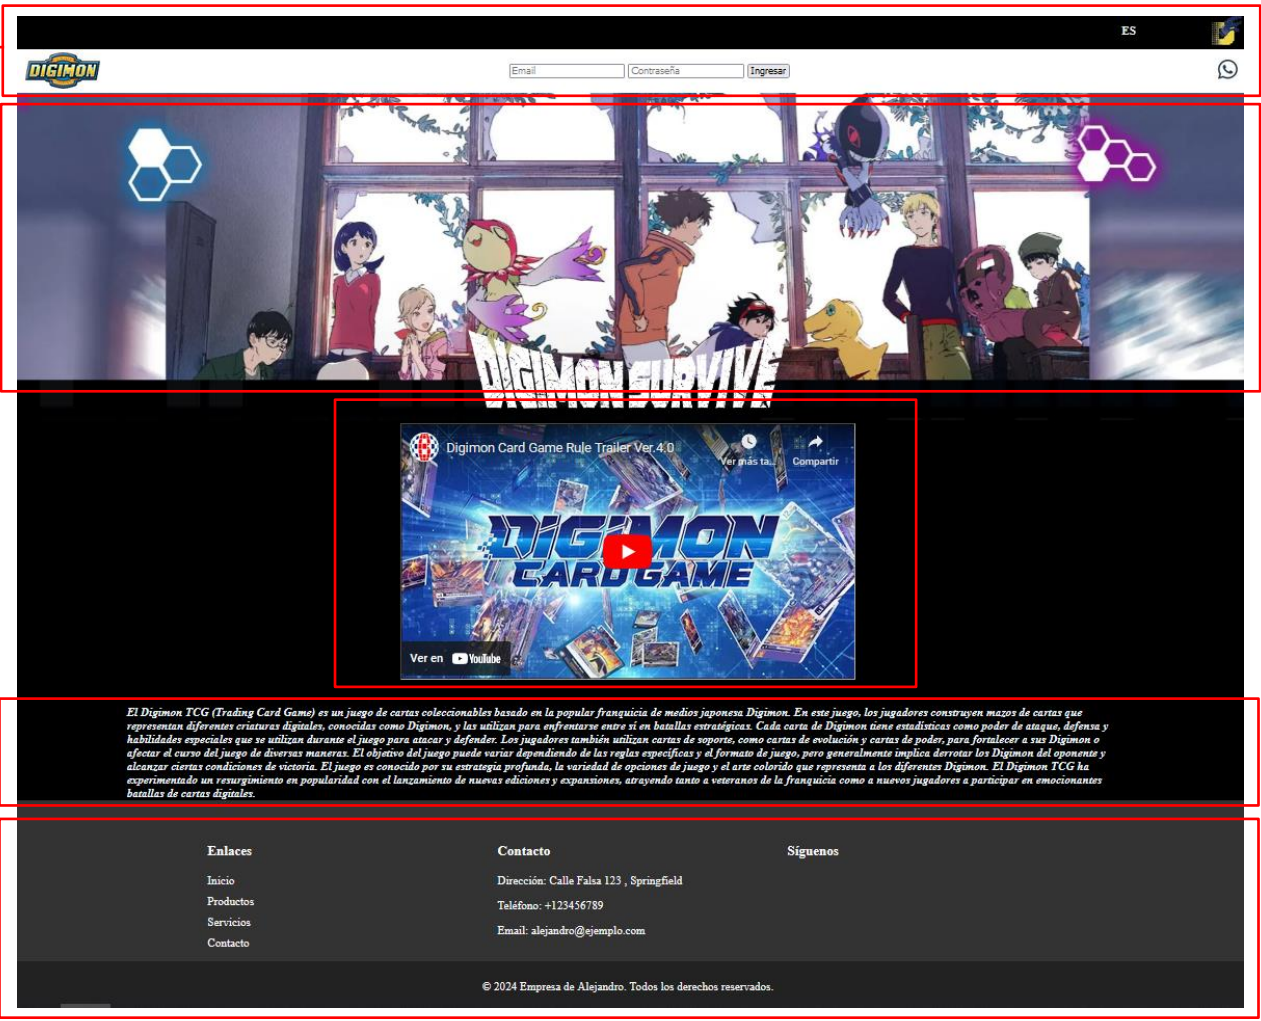 ES
DIGIMON
Email Contraseña Ingresar
DIGIMON SURVIVE
Digimon Card Game Rule Trailer Ver.4.0
Ver más ta... Compartir
DIGIMON
CARD GAME
Ver en YouTube
El Digimon TCG (Trading Card Game) es un juego de cartas coleccionables basado en la popular franquicia de medios japonesa Digimon. En este juego, los jugadores construyen mazos de cartas que
representan diferentes criaturas digitales, conocidas como Digimon, y las utilizan para enfrentarse entre sí en batallas estratégicas. Cada carta de Digimon tiene estadísticas como poder de ataque, defensa y
habilidades especiales que se utilizan durante el juego para atacar y defender. Los jugadores también utilizan cartas de soporte, como cartas de evolución y cartas de poder, para fortalecer a sus Digimon o
afectar el curso del juego de diversas maneras. El objetivo del juego puede variar dependiendo de las reglas específicas y el formato de juego, pero generalmente implica derrotar los Digimon del oponente y
alcanzar ciertas condiciones de victoria. El juego es conocido por su estrategia profunda, la variedad de opciones de juego y el arte colorido que representa a los diferentes Digimon. El Digimon TCG ha
experimentado un resurgimiento en popularidad con el lanzamiento de nuevas ediciones y expansiones, atrayendo tanto a veteranos de la franquicia como a nuevos jugadores a participar en emocionantes
batallas de cartas digitales.
Enlaces
Inicio
Productos
Servicios
Contacto
Contacto
Dirección: Calle Falsa 123 , Springfield
Teléfono: +123456789
Email: alejandro@ejemplo.com
Síguenos
© 2024 Empresa de Alejandro. Todos los derechos reservados.